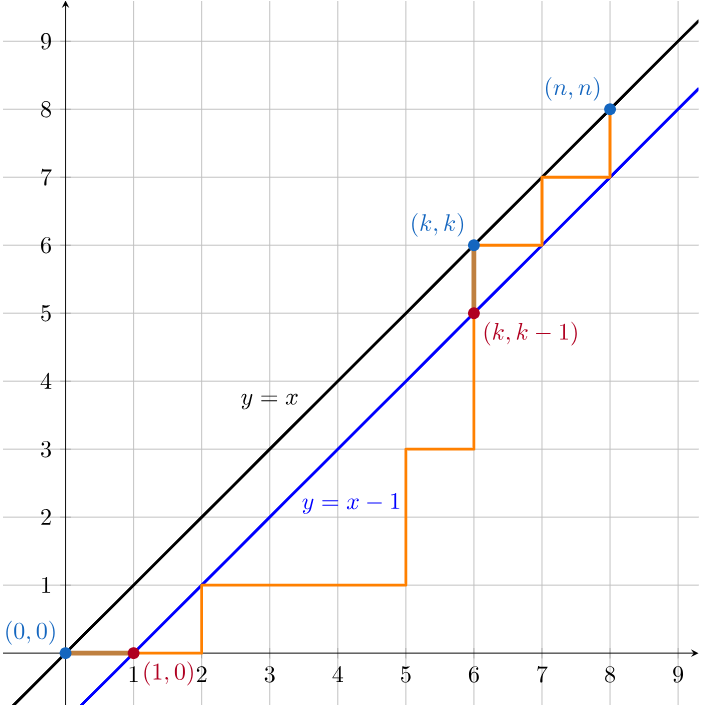 9
(n, n)
8
7
(k, k)
6
5
(k, k − 1)
4
y = x
3
y = x − 1
2
1
(0, 0)
1 (1, 0) 2 3 4 5 6 7 8 9